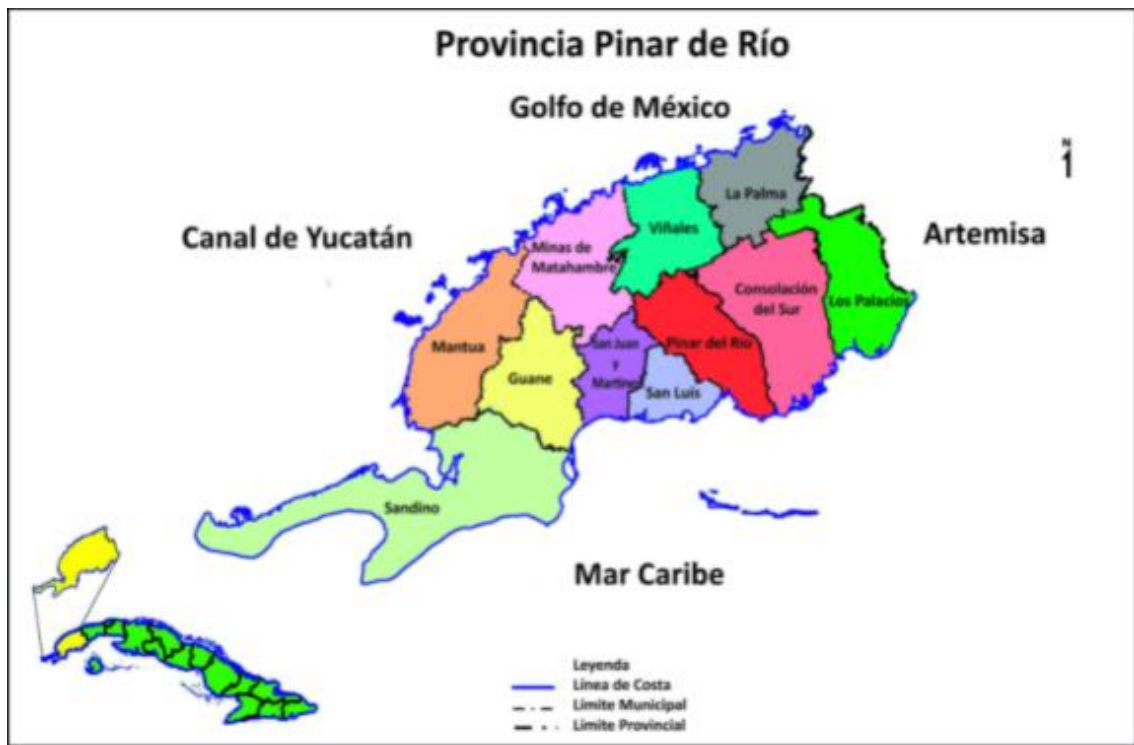 Provincia Pinar de Río
Golfo de México
N
1
La Palma
Canal de Yucatán
Viñales
Artemisa
Minas de
Matahambre
Consolación
del Sur
Los Palacios
Mantua
Pinar del Río
San Juan
y
Martínez
Guane
San Luis
Sandino
Mar Caribe
Leyenda
Línea de Costa
Límite Municipal
Límite Provincial